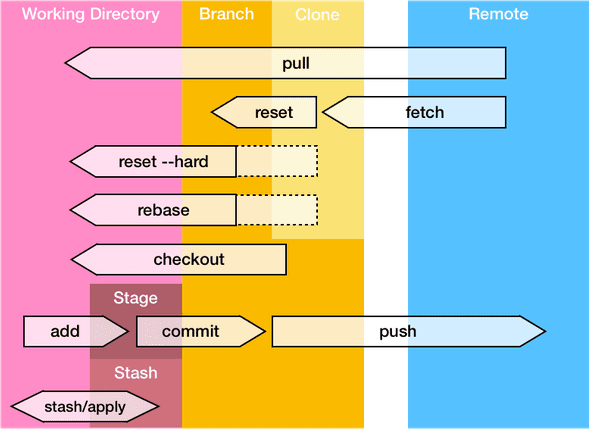 Working Directory
Branch
Clone
Remote
pull
reset
fetch
reset --hard
rebase
checkout
Stage
add
commit
push
Stash
stash/apply